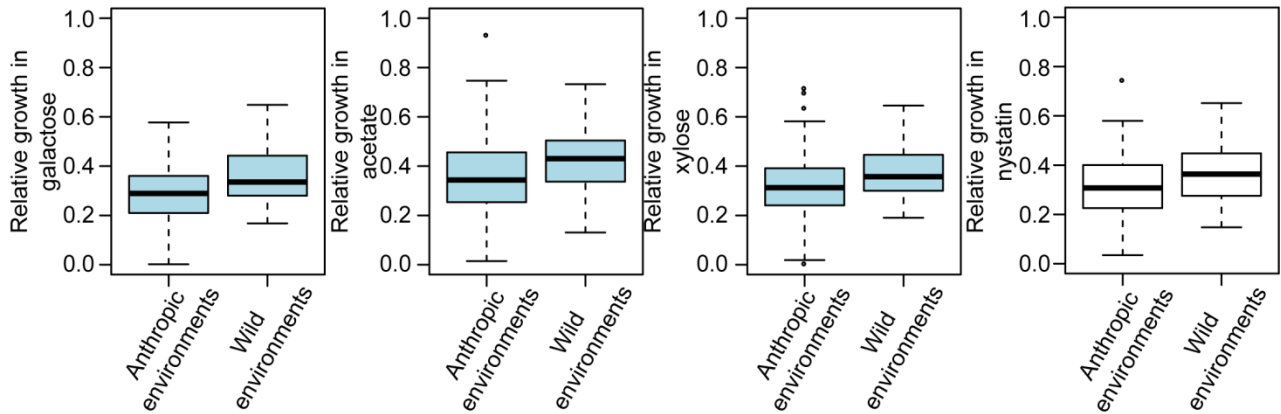 Relative growth in
galactose
1.0
0.8
0.6
0.4
0.2
0.0
Anthropic
environments
Wild
environments
Relative growth in
acetate
1.0
0.8
0.6
0.4
0.2
0.0
Anthropic
environments
Wild
environments
Relative growth in
xylose
1.0
0.8
0.6
0.4
0.2
0.0
Anthropic
environments
Wild
environments
Relative growth in
nystatin
1.0
0.8
0.6
0.4
0.2
0.0
Anthropic
environments
Wild
environments